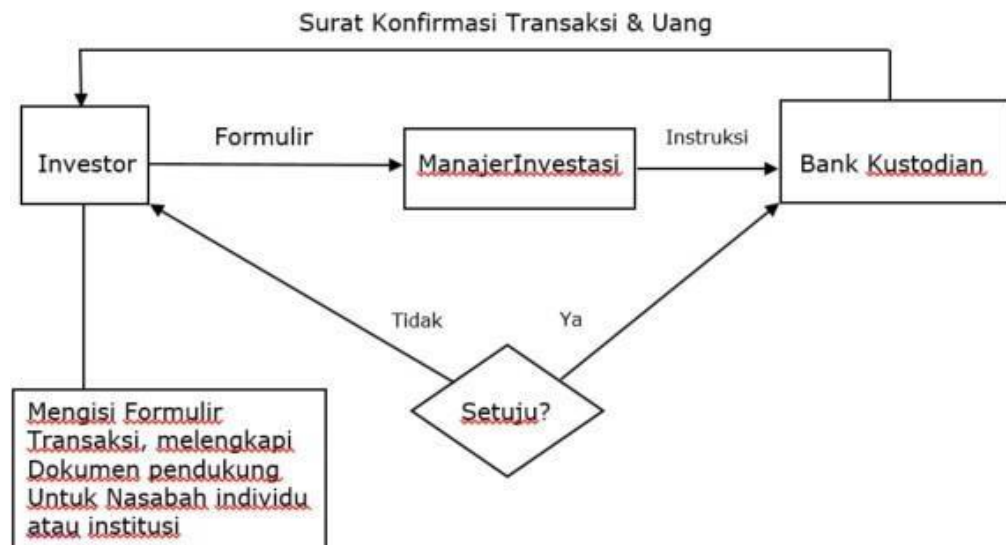 Surat Konfirmasi Transaksi & Uang
Investor
Formulir
ManajerInvestasi
Instruksi
Bank Kustodian
Tidak
Ya
Setuju?
Mengisi Formulir
Transaksi, melengkapi
Dokumen pendukung
Untuk Nasabah individu
atau institusi